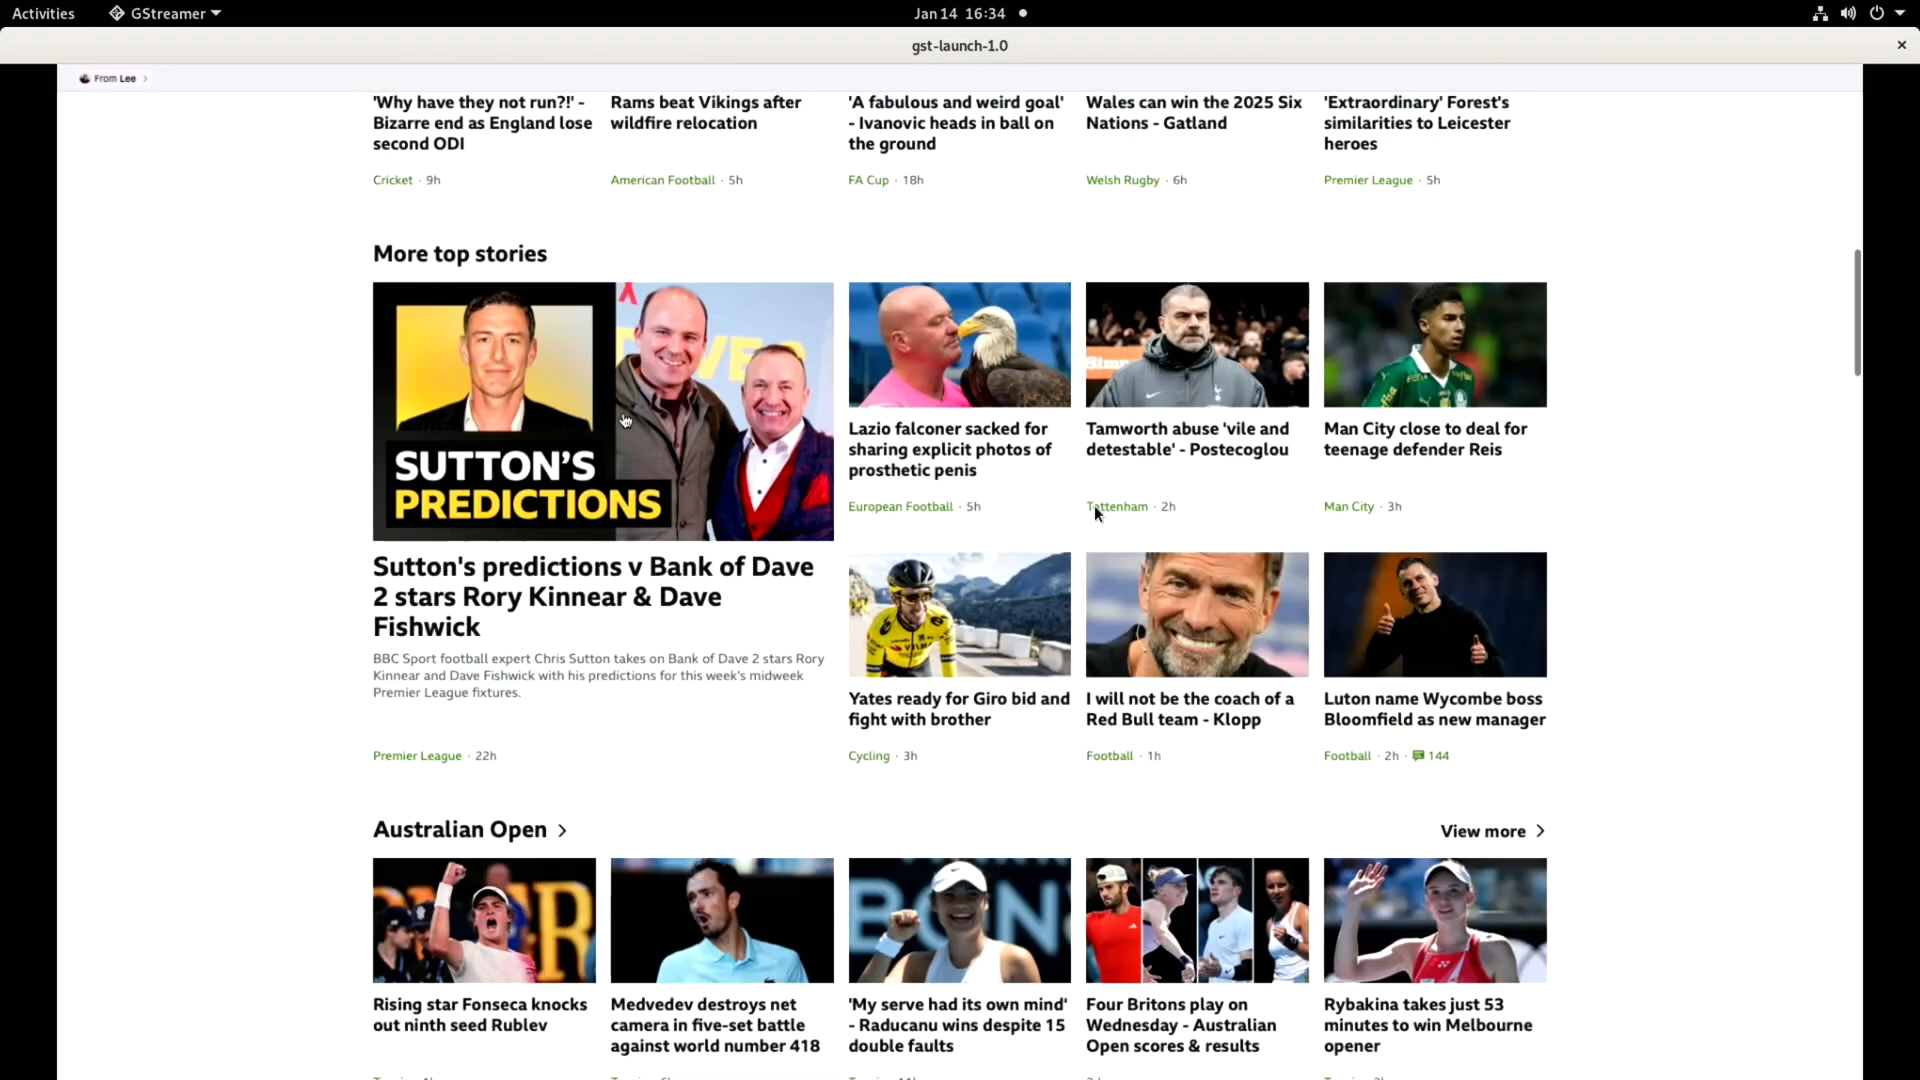 Activities
GStreamer
Jan 14 16:34
gst-launch-1.0
From Lee
'Why have they not run?!' -
Bizarre end as England lose
second ODI
Cricket · 9h
Rams beat Vikings after
wildfire relocation
American Football · 5h
'A fabulous and weird goal'
- Ivanovic heads in ball on
the ground
FA Cup · 18h
Wales can win the 2025 Six
Nations - Gatland
Welsh Rugby · 6h
'Extraordinary' Forest's
similarities to Leicester
heroes
Premier League · 5h
More top stories
SUTTON'S
PREDICTIONS
Sutton's predictions v Bank of Dave
2 stars Rory Kinnear & Dave
Fishwick
BBC Sport football expert Chris Sutton takes on Bank of Dave 2 stars Rory
Kinnear and Dave Fishwick with his predictions for this week's midweek
Premier League fixtures.
Premier League · 22h
Lazio falconer sacked for
sharing explicit photos of
prosthetic penis
European Football · 5h
Tamworth abuse 'vile and
detestable' - Postecoglou
Tottenham · 2h
Man City close to deal for
teenage defender Reis
Man City · 3h
Yates ready for Giro bid and
fight with brother
Cycling · 3h
I will not be the coach of a
Red Bull team - Klopp
Football · 1h
Luton name Wycombe boss
Bloomfield as new manager
Football · 2h · 144
Australian Open
View more
Rising star Fonseca knocks
out ninth seed Rublev
Medvedev destroys net
camera in five-set battle
against world number 418
'My serve had its own mind'
- Raducanu wins despite 15
double faults
Four Britons play on
Wednesday - Australian
Open scores & results
Rybakina takes just 53
minutes to win Melbourne
opener